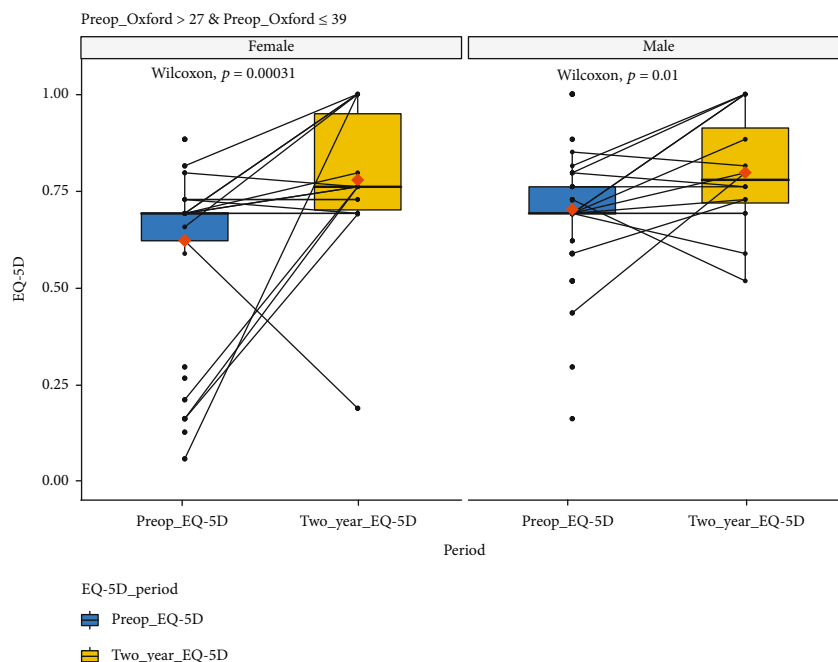 Preop_Oxford > 27 & Preop_Oxford ≤ 39
Female Male
Wilcoxon, p = 0.00031 Wilcoxon, p = 0.01
1.00
0.75
0.50
0.25
0.00
EQ-5D
Preop_EQ-5D Two_year_EQ-5D Preop_EQ-5D Two_year_EQ-5D
Period
EQ-5D_period
Preop_EQ-5D
Two_year_EQ-5D